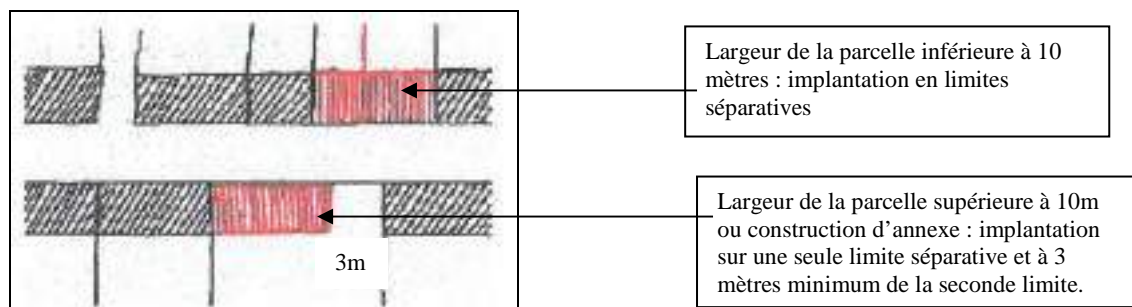 Largeur de la parcelle inférieure à 10
mètres : implantation en limites
séparatives
Largeur de la parcelle supérieure à 10m
ou construction d’annexe : implantation
sur une seule limite séparative et à 3
mètres minimum de la seconde limite.
3m